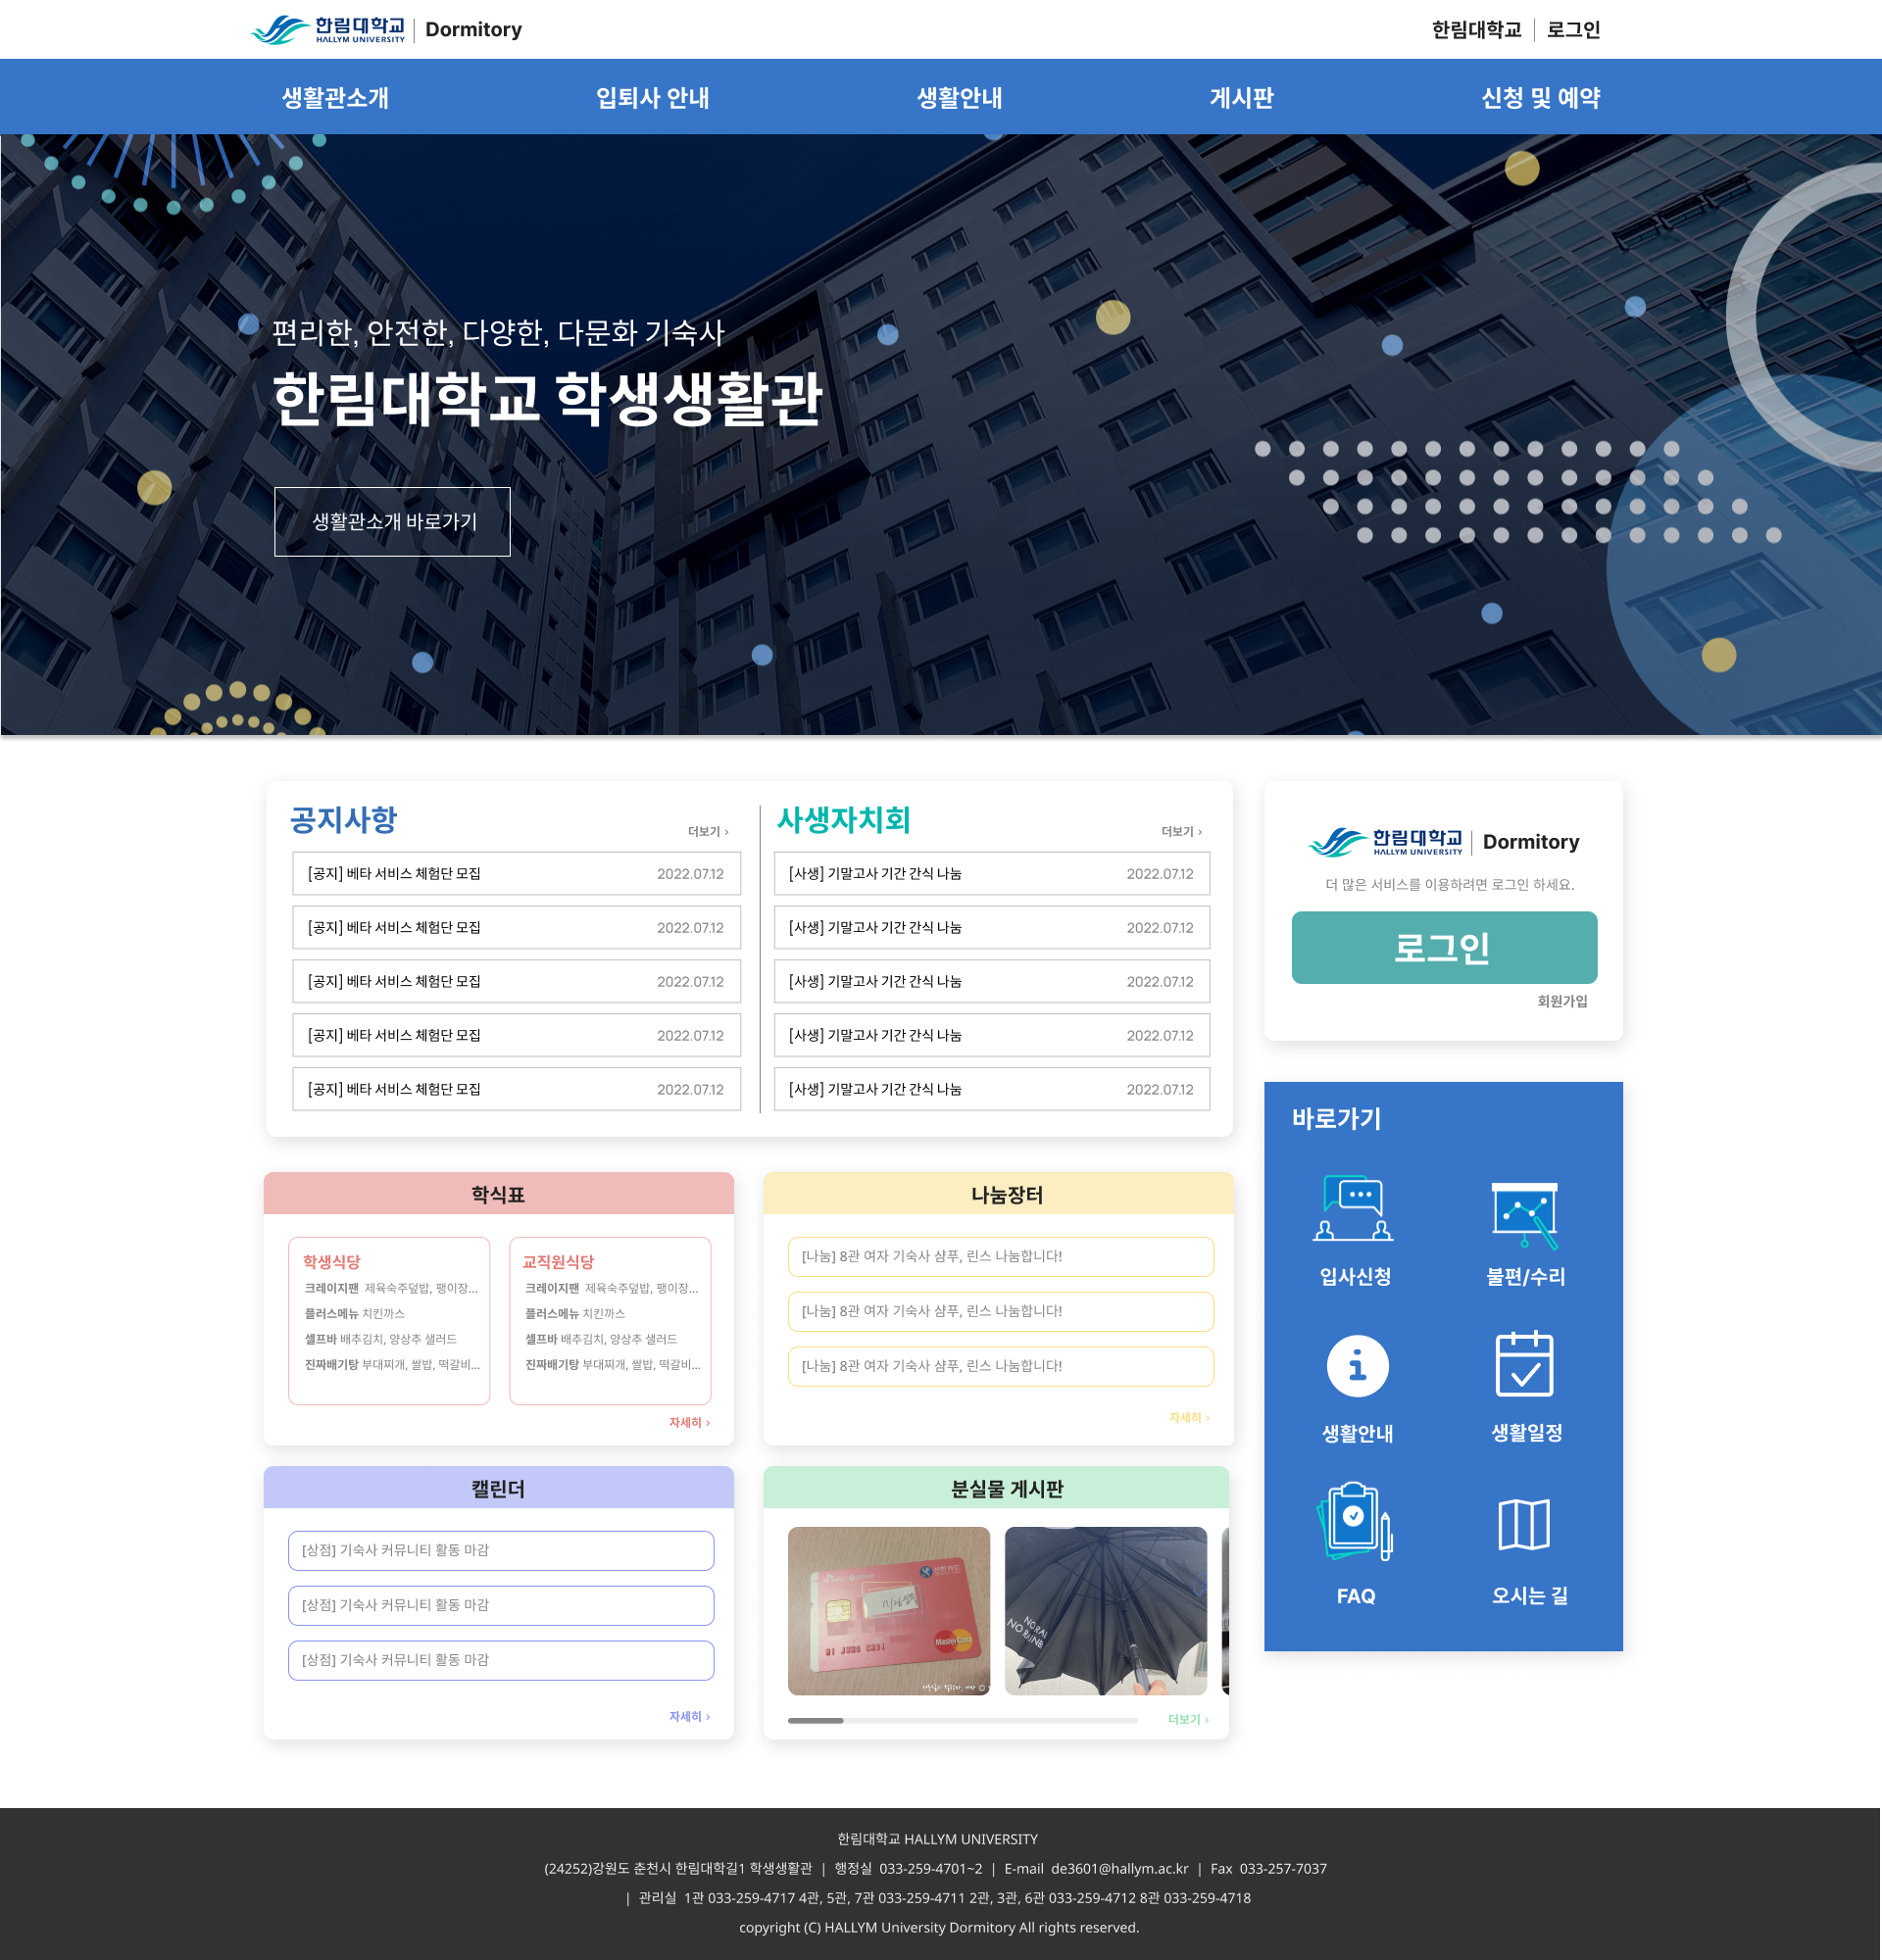 한림대학교
HALLYM UNIVERSITY
Dormitory
한림대학교
로그인
생활관소개
입퇴사 안내
생활안내
게시판
신청 및 예약
편리한, 안전한, 다양한, 다문화 기숙사
한림대학교 학생생활관
생활관소개 바로가기
공지사항
더보기 ›
[공지] 베타 서비스 체험단 모집 2022.07.12
[공지] 베타 서비스 체험단 모집 2022.07.12
[공지] 베타 서비스 체험단 모집 2022.07.12
[공지] 베타 서비스 체험단 모집 2022.07.12
[공지] 베타 서비스 체험단 모집 2022.07.12
사생자치회
더보기 ›
[사생] 기말고사 기간 간식 나눔 2022.07.12
[사생] 기말고사 기간 간식 나눔 2022.07.12
[사생] 기말고사 기간 간식 나눔 2022.07.12
[사생] 기말고사 기간 간식 나눔 2022.07.12
[사생] 기말고사 기간 간식 나눔 2022.07.12
한림대학교
HALLYM UNIVERSITY
Dormitory
더 많은 서비스를 이용하려면 로그인 하세요.
로그인
회원가입
바로가기
입사신청
불편/수리
생활안내
생활일정
FAQ
오시는 길
학식표
학생식당
크레이지팬 제육숙주덮밥, 팽이장...
플러스메뉴 치킨까스
셀프바 배추김치, 양상추 샐러드
진짜배기탕 부대찌개, 쌀밥, 떡갈비...
교직원식당
크레이지팬 제육숙주덮밥, 팽이장...
플러스메뉴 치킨까스
셀프바 배추김치, 양상추 샐러드
진짜배기탕 부대찌개, 쌀밥, 떡갈비...
자세히 ›
나눔장터
[나눔] 8관 여자 기숙사 샴푸, 린스 나눔합니다!
[나눔] 8관 여자 기숙사 샴푸, 린스 나눔합니다!
[나눔] 8관 여자 기숙사 샴푸, 린스 나눔합니다!
자세히 ›
캘린더
[상점] 기숙사 커뮤니티 활동 마감
[상점] 기숙사 커뮤니티 활동 마감
[상점] 기숙사 커뮤니티 활동 마감
자세히 ›
분실물 게시판
신한카드
MasterCard
더보기 ›
한림대학교 HALLYM UNIVERSITY
(24252)강원도 춘천시 한림대학길1 학생생활관 | 행정실 033-259-4701~2 | E-mail de3601@hallym.ac.kr | Fax 033-257-7037
| 관리실 1관 033-259-4717 4관, 5관, 7관 033-259-4711 2관, 3관, 6관 033-259-4712 8관 033-259-4718
copyright (C) HALLYM University Dormitory All rights reserved.